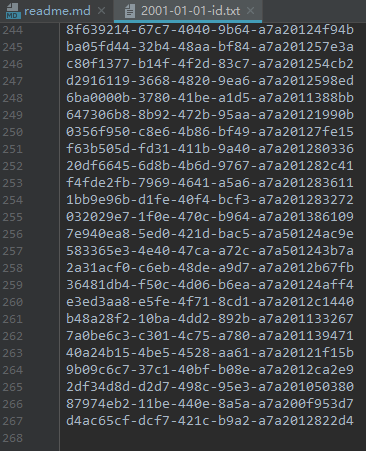 readme.md × 2001-01-01-id.txt ×
244 8f639214-67c7-4040-9b64-a7a20124f94b
245 ba05fd44-32b4-48aa-bf84-a7a201257e3a
246 c80f1377-b14f-4f2d-83c7-a7a201254cb2
247 d2916119-3668-4820-9ea6-a7a2012598ed
248 6ba0000b-3780-41be-a1d5-a7a2011388bb
249 647306b8-8b92-472b-95aa-a7a20121990b
250 0356f950-c8e6-4b86-bf49-a7a20127fe15
251 f63b505d-fd31-411b-9a40-a7a201280336
252 20df6645-6d8b-4b6d-9767-a7a201282c41
253 f4fde2fb-7969-4641-a5a6-a7a201283611
254 1bb9e96b-d1fe-40f4-bcf3-a7a201283272
255 032029e7-1f0e-470c-b964-a7a201386109
256 7e940ea8-5ed0-421d-bac5-a7a50124ac9e
257 583365e3-4e40-47ca-a72c-a7a501243b7a
258 2a31acf0-c6eb-48de-a9d7-a7a2012b67fb
259 36481db4-f50c-4d06-b6ea-a7a20124aff4
260 e3ed3aa8-e5fe-4f71-8cd1-a7a2012c1440
261 b48a28f2-10ba-4dd2-892b-a7a201133267
262 7a0be6c3-c301-4c75-a780-a7a201139471
263 40a24b15-4be5-4528-aa61-a7a20121f15b
264 9b09c6c7-37c1-40bf-b08e-a7a2012ca2e9
265 2df34d8d-d2d7-498c-95e3-a7a201050380
266 87974eb2-11be-440e-8a5a-a7a200f953d7
267 d4ac65cf-dcf7-421c-b9a2-a7a2012822d4
268